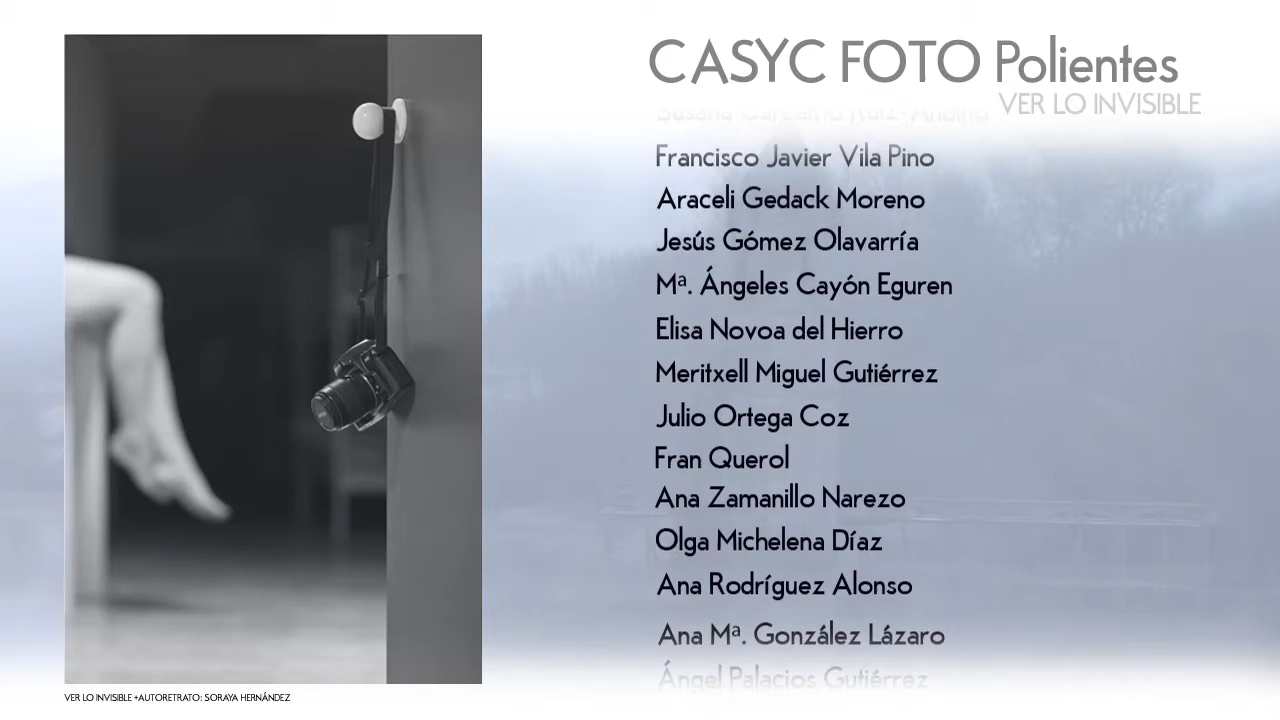 CASYC FOTO Polientes
VER LO INVISIBLE
Francisco Javier Vila Pino
Araceli Gedack Moreno
Jesús Gómez Olavarría
Mª. Ángeles Cayón Eguren
Elisa Novoa del Hierro
Meritxell Miguel Gutiérrez
Julio Ortega Coz
Fran Querol
Ana Zamanillo Narezo
Olga Michelena Díaz
Ana Rodríguez Alonso
Ana Mª. González Lázaro
Ángel Palacios Gutiérrez
VER LO INVISIBLE +AUTORETRATO: SORAYA HERNÁNDEZ